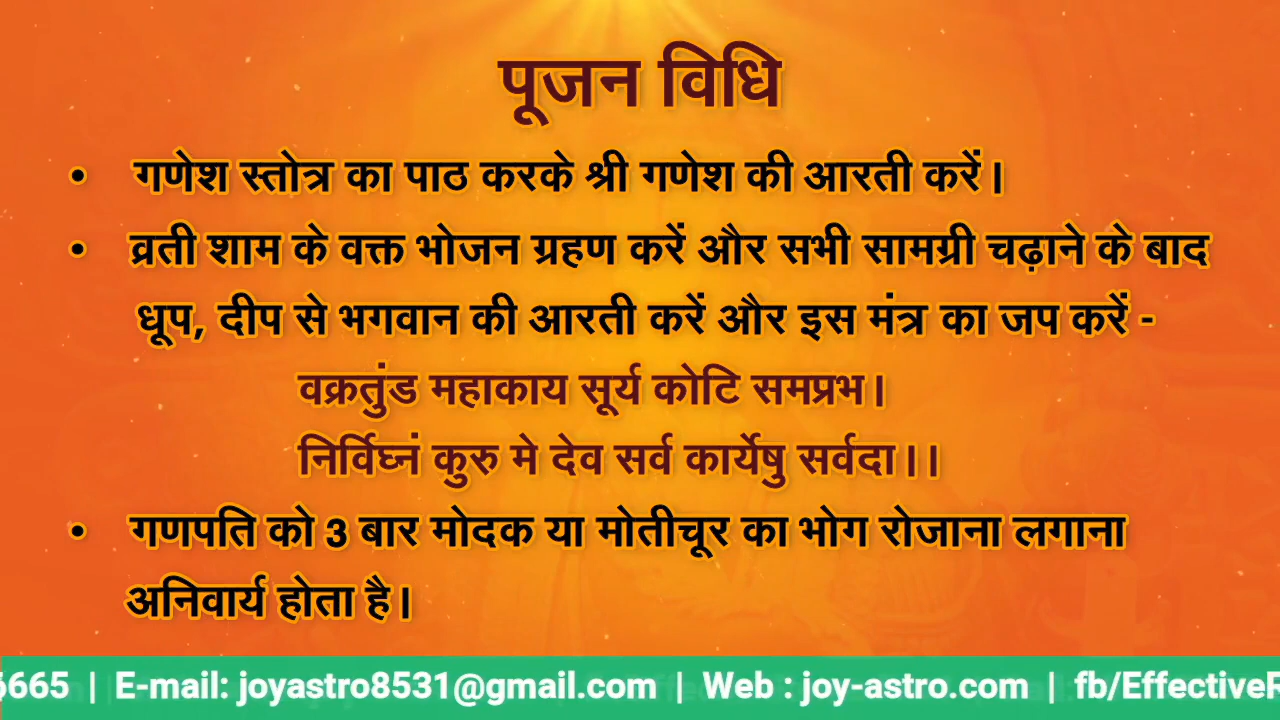 पूजन विधि
• गणेश स्तोत्र का पाठ करके श्री गणेश की आरती करें।
• व्रती शाम के वक्त भोजन ग्रहण करें और सभी सामग्री चढ़ाने के बाद
धूप, दीप से भगवान की आरती करें और इस मंत्र का जप करें -
वक्रतुंड महाकाय सूर्य कोटि समप्रभ।
निर्विघ्नं कुरु मे देव सर्व कार्येषु सर्वदा।।
• गणपति को 3 बार मोदक या मोतीचूर का भोग रोजाना लगाना
अनिवार्य होता है।
6665 | E-mail: joyastro8531@gmail.com | Web : joy-astro.com | fb/Effective